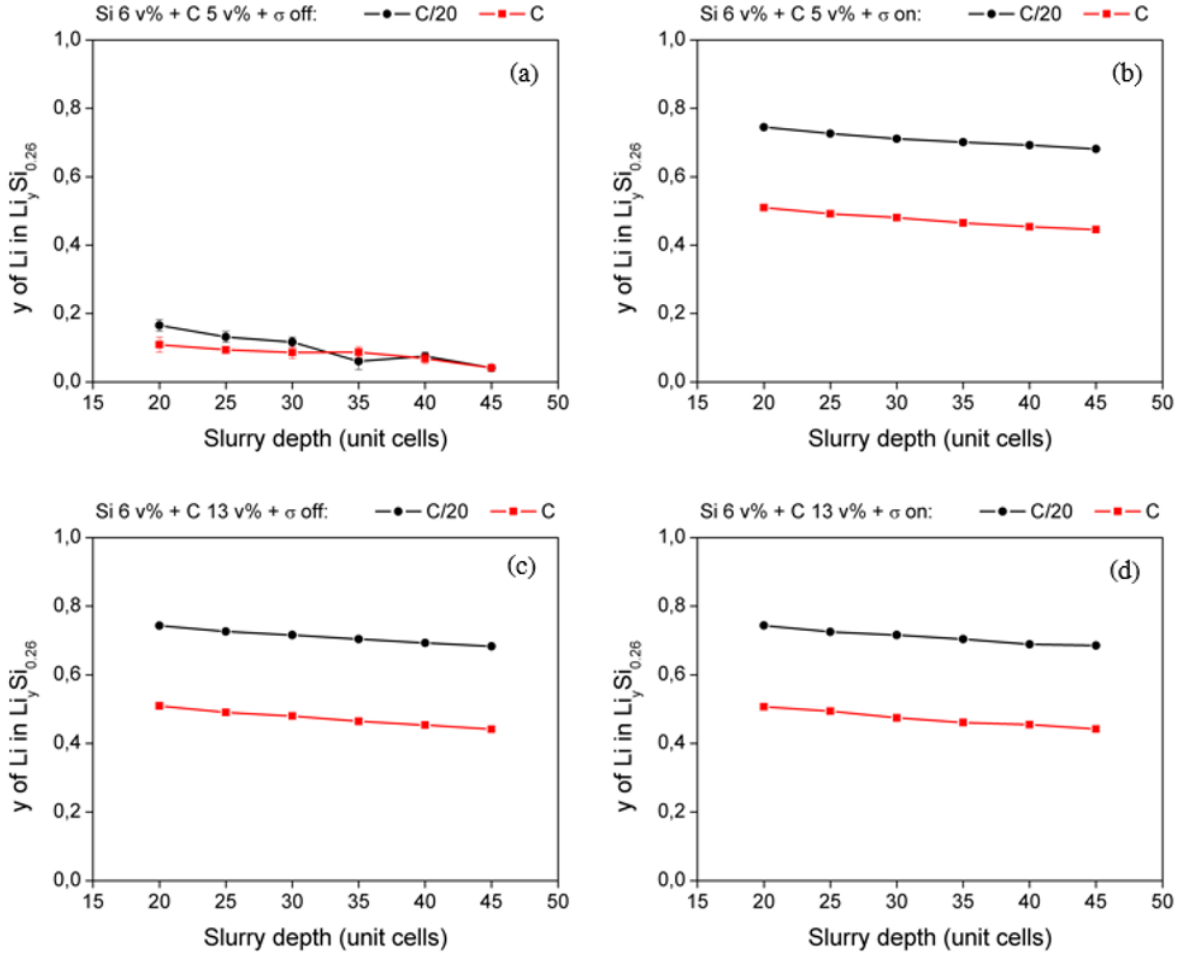 Si 6 v% + C 5 v% + σ off: C/20 C
(a)
y of Li in LiySi0.26
1,0
0,8
0,6
0,4
0,2
0,0
15 20 25 30 35 40 45 50
Slurry depth (unit cells)
Si 6 v% + C 5 v% + σ on: C/20 C
(b)
y of Li in LiySi0.26
1,0
0,8
0,6
0,4
0,2
0,0
15 20 25 30 35 40 45 50
Slurry depth (unit cells)
Si 6 v% + C 13 v% + σ off: C/20 C
(c)
y of Li in LiySi0.26
1,0
0,8
0,6
0,4
0,2
0,0
15 20 25 30 35 40 45 50
Slurry depth (unit cells)
Si 6 v% + C 13 v% + σ on: C/20 C
(d)
y of Li in LiySi0.26
1,0
0,8
0,6
0,4
0,2
0,0
15 20 25 30 35 40 45 50
Slurry depth (unit cells)